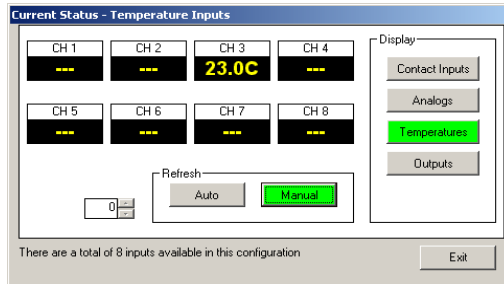 Current Status - Temperature Inputs
CH 1 CH 2 CH 3 CH 4
--- --- 23.0C ---
CH 5 CH 6 CH 7 CH 8
--- --- --- ---
Refresh
Auto Manual
0
Display
Contact Inputs
Analogs
Temperatures
Outputs
There are a total of 8 inputs available in this configuration
Exit